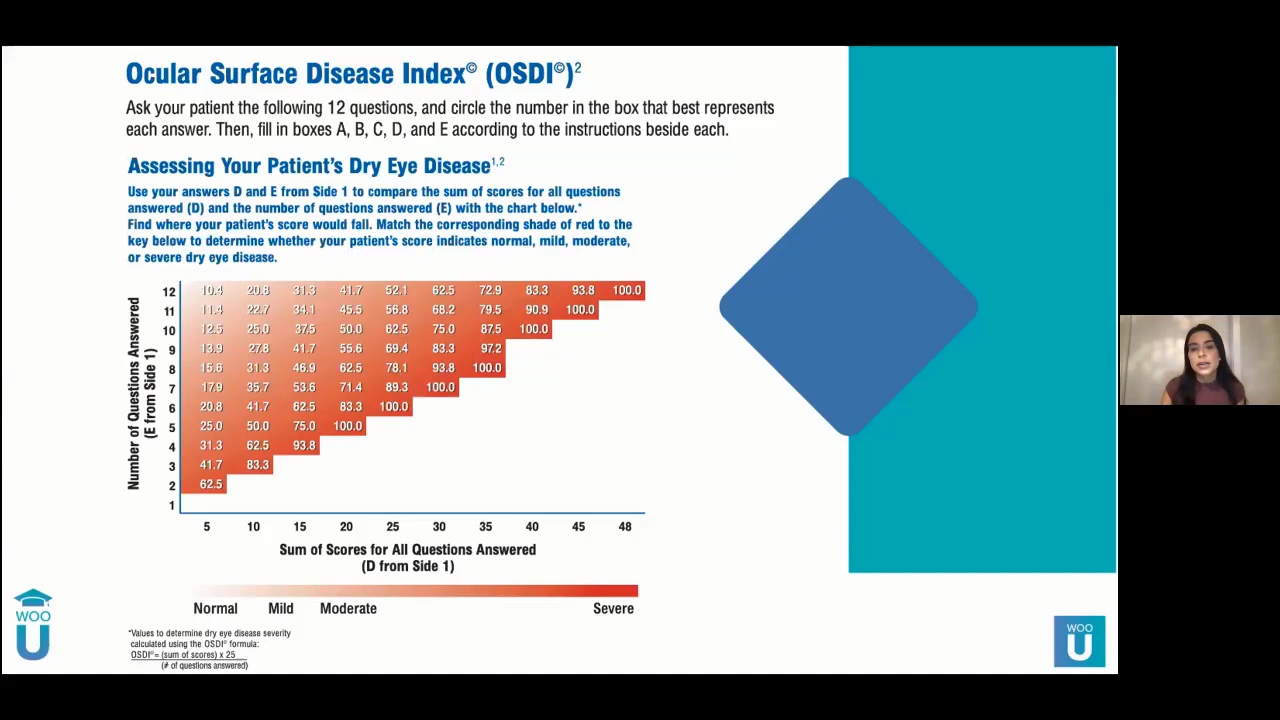 Ocular Surface Disease Index© (OSDI©)2
Ask your patient the following 12 questions, and circle the number in the box that best represents
each answer. Then, fill in boxes A, B, C, D, and E according to the instructions beside each.
Assessing Your Patient's Dry Eye Disease1,2
Use your answers D and E from Side 1 to compare the sum of scores for all questions
answered (D) and the number of questions answered (E) with the chart below.*
Find where your patient's score would fall. Match the corresponding shade of red to the
key below to determine whether your patient's score indicates normal, mild, moderate,
or severe dry eye disease.
Number of Questions Answered
(E from Side 1)
12 10.4 20.8 31.3 41.7 52.1 62.5 72.9 83.3 93.8 100.0
11 11.4 22.7 34.1 45.5 56.8 68.2 79.5 90.9 100.0
10 12.5 25.0 37.5 50.0 62.5 75.0 87.5 100.0
9 13.9 27.8 41.7 55.6 69.4 83.3 97.2
8 15.6 31.3 46.9 62.5 78.1 93.8 100.0
7 17.9 35.7 53.6 71.4 89.3 100.0
6 20.8 41.7 62.5 83.3 100.0
5 25.0 50.0 75.0 100.0
4 31.3 62.5 93.8
3 41.7 83.3
2 62.5
1
5 10 15 20 25 30 35 40 45 48
Sum of Scores for All Questions Answered
(D from Side 1)
Normal Mild Moderate Severe
*Values to determine dry eye disease severity
calculated using the OSDI© formula:
OSDI©= (sum of scores) x 25
(# of questions answered)
WOO
U
WOO
U